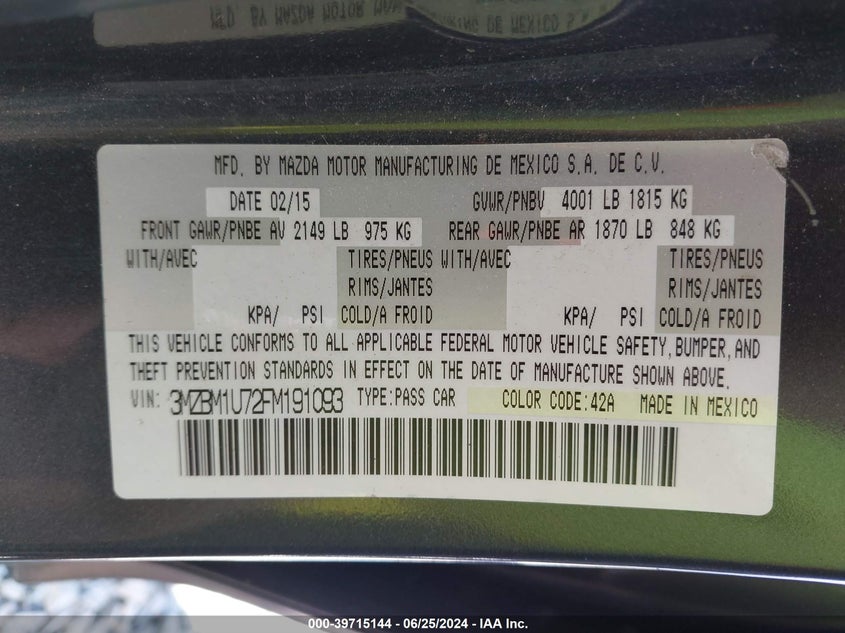 MFD. BY MAZDA MOTOR MANUFACTURING DE MEXICO S.A. DE C.V.
DATE 02/15 GVWR/PNBV 4001 LB 1815 KG
FRONT GAWR/PNBE AV 2149 LB 975 KG REAR GAWR/PNBE AR 1870 LB 848 KG
WITH/AVEC TIRES/PNEUS WITH/AVEC TIRES/PNEUS
RIMS/JANTES RIMS/JANTES
KPA/ PSI COLD/A FROID KPA/ PSI COLD/A FROID
THIS VEHICLE CONFORMS TO ALL APPLICABLE FEDERAL MOTOR VEHICLE SAFETY, BUMPER, AND
THEFT PREVENTION STANDARDS IN EFFECT ON THE DATE OF MANUFACTURE SHOWN ABOVE.
VIN: 3MZBM1U72FM191093 TYPE:PASS CAR COLOR CODE:42A MADE IN MEXICO
000-39715144 - 06/25/2024 - IAA Inc.